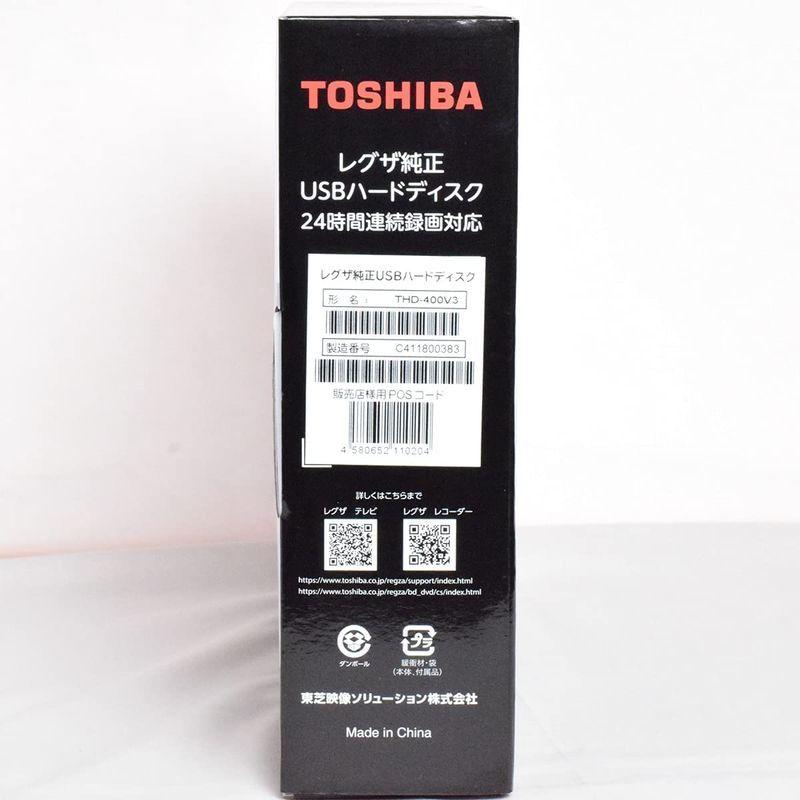 TOSHIBA
レグザ純正
USBハードディスク
24時間連続録画対応
レグザ純正USBハードディスク
形 名: THD-400V3
製造番号 C411800383
販売店様用POSコード
4 580652 110204
詳しくはこちらまで
レグザ テレビ レグザ レコーダー
https://www.toshiba.co.jp/regza/support/index.html
https://www.toshiba.co.jp/regza/bd_dvd/cs/index.html
ダンボール プラ
緩衝材・袋
(本体、付属品)
東芝映像ソリューション株式会社
Made in China